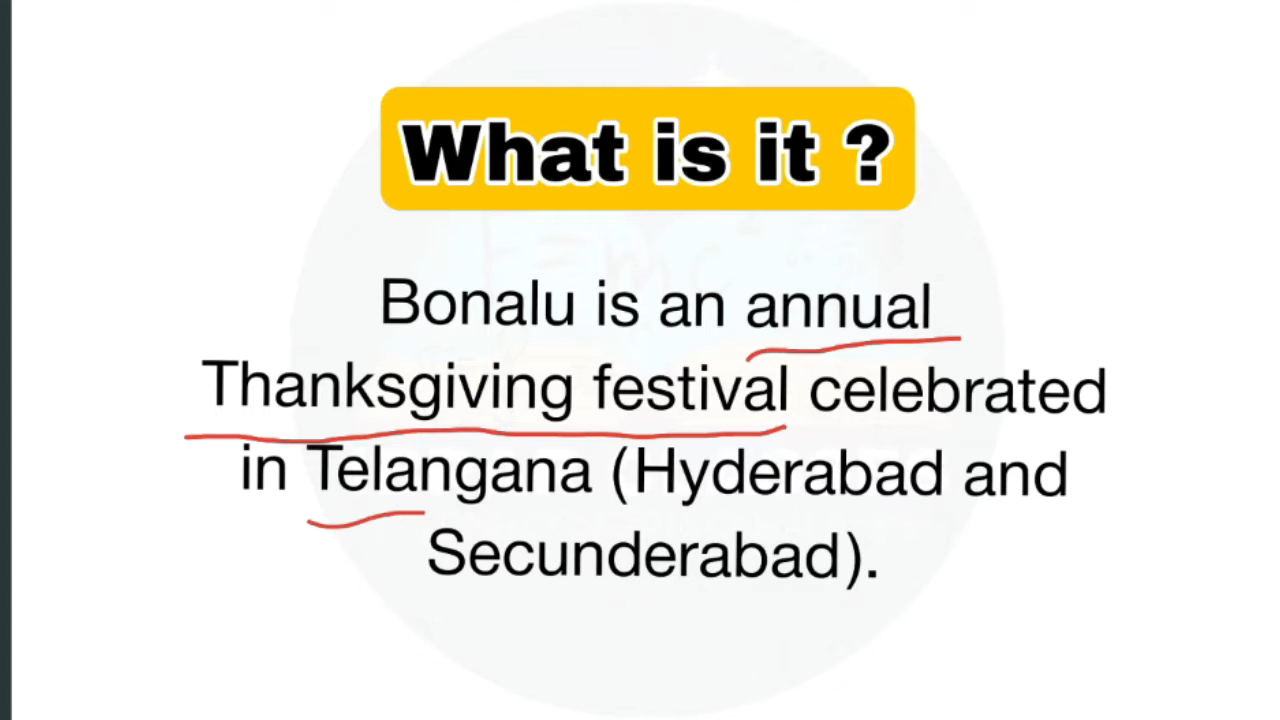 What is it ?
Bonalu is an annual
Thanksgiving festival celebrated
in Telangana (Hyderabad and
Secunderabad).